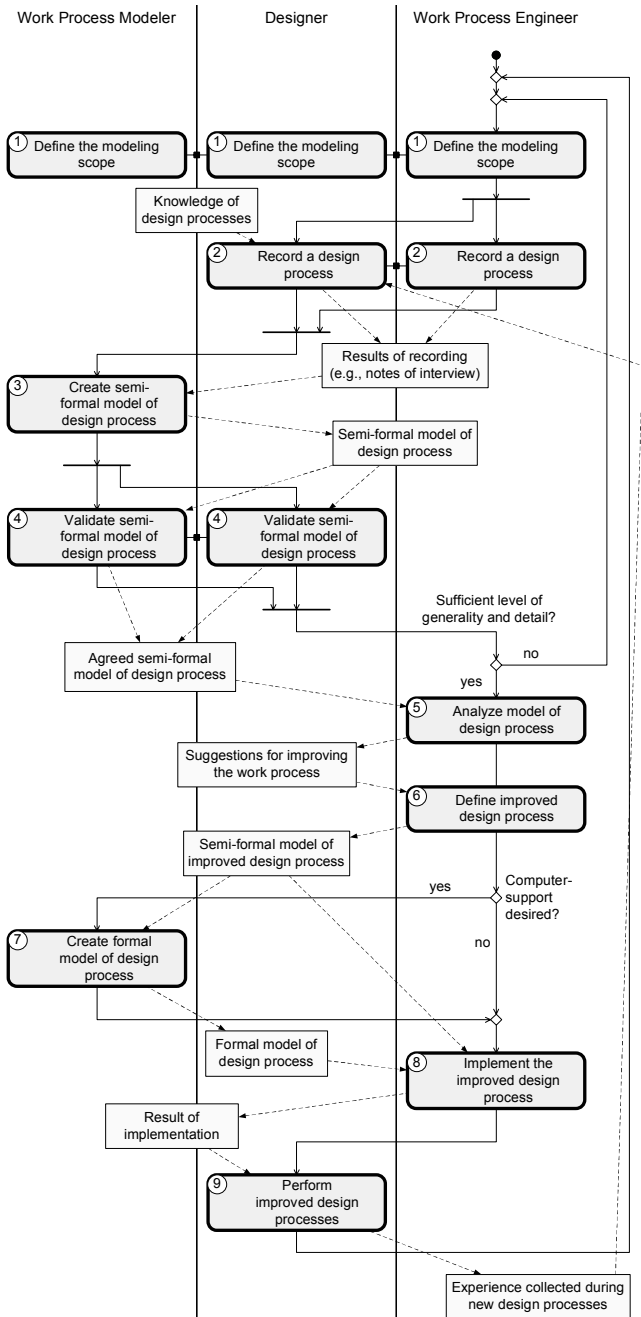 Work Process Modeler
Designer
Work Process Engineer
1
Define the modeling
scope
1
Define the modeling
scope
1
Define the modeling
scope
Knowledge of
design processes
2
Record a design
process
2
Record a design
process
Results of recording
(e.g., notes of interview)
3
Create semi-
formal model of
design process
Semi-formal model of
design process
4
Validate semi-
formal model of
design process
4
Validate semi-
formal model of
design process
Sufficient level of
generality and detail?
no
yes
Agreed semi-formal
model of design process
5
Analyze model of
design process
Suggestions for improving
the work process
6
Define improved
design process
Semi-formal model of
improved design process
yes
Computer-
support
desired?
no
7
Create formal
model of design
process
Formal model of
design process
8
Implement the
improved design
process
Result of
implementation
9
Perform
improved design
processes
Experience collected during
new design processes